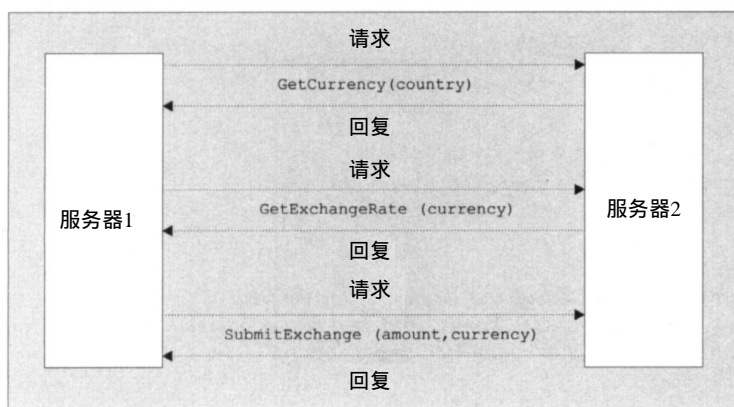 请求
GetCurrency(country)
回复
请求
服务器1
GetExchangeRate (currency)
服务器2
回复
请求
SubmitExchange (amount,currency)
回复